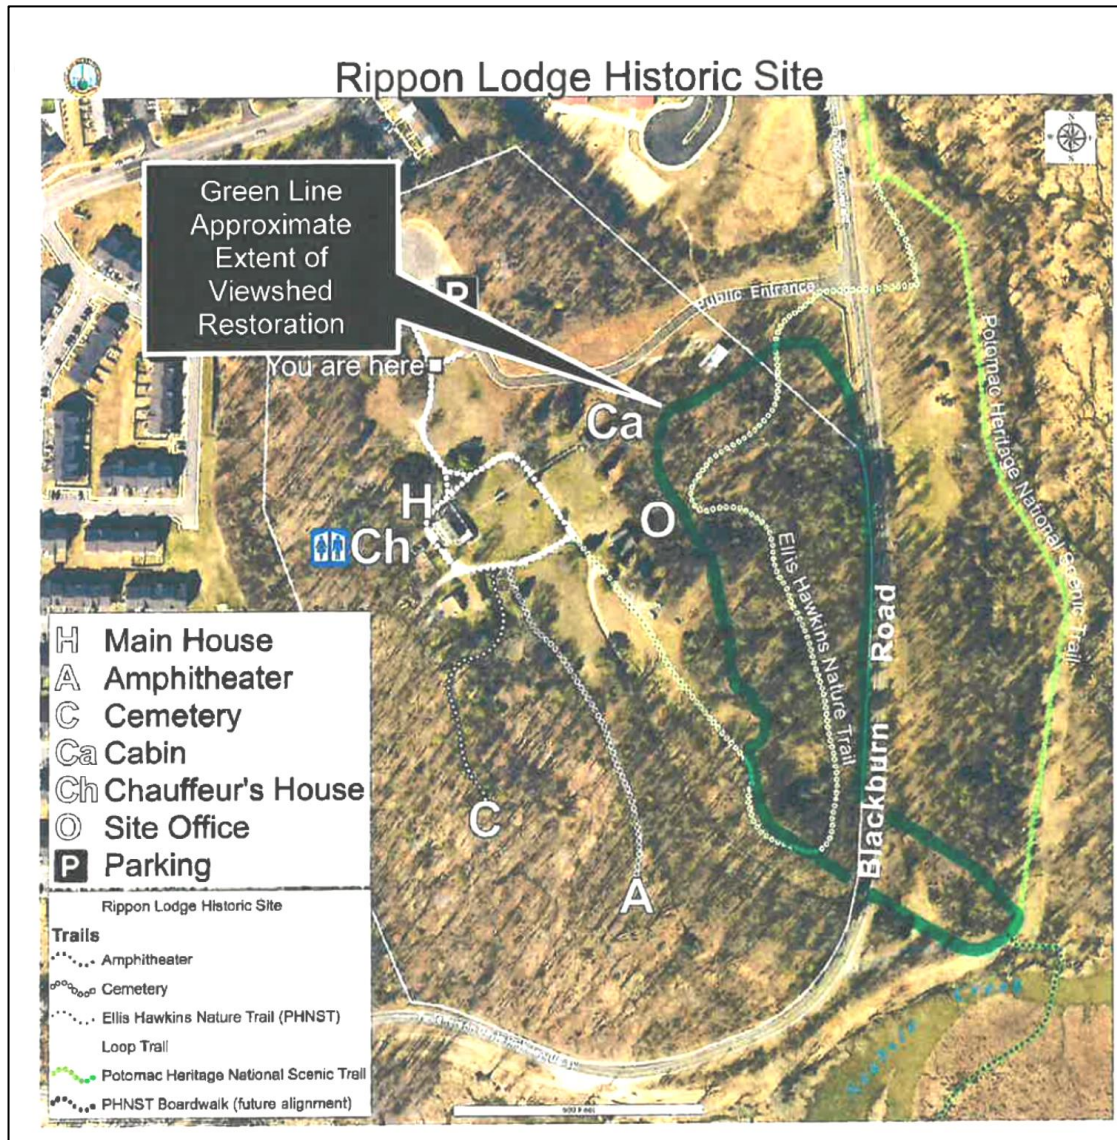 Rippon Lodge Historic Site
Green Line
Approximate
Extent of
Viewshed
Restoration
P
Public Entrance
You are here
Ca
H
O
Ch
Ellis Hawkins Nature Trail
Potomac Heritage National Scenic Trail
Blackburn Road
C
A
H Main House
A Amphitheater
C Cemetery
Ca Cabin
Ch Chauffeur's House
O Site Office
P Parking
Rippon Lodge Historic Site
Trails
Amphitheater
Cemetery
Ellis Hawkins Nature Trail (PHNST)
Loop Trail
Potomac Heritage National Scenic Trail
PHNST Boardwalk (future alignment)